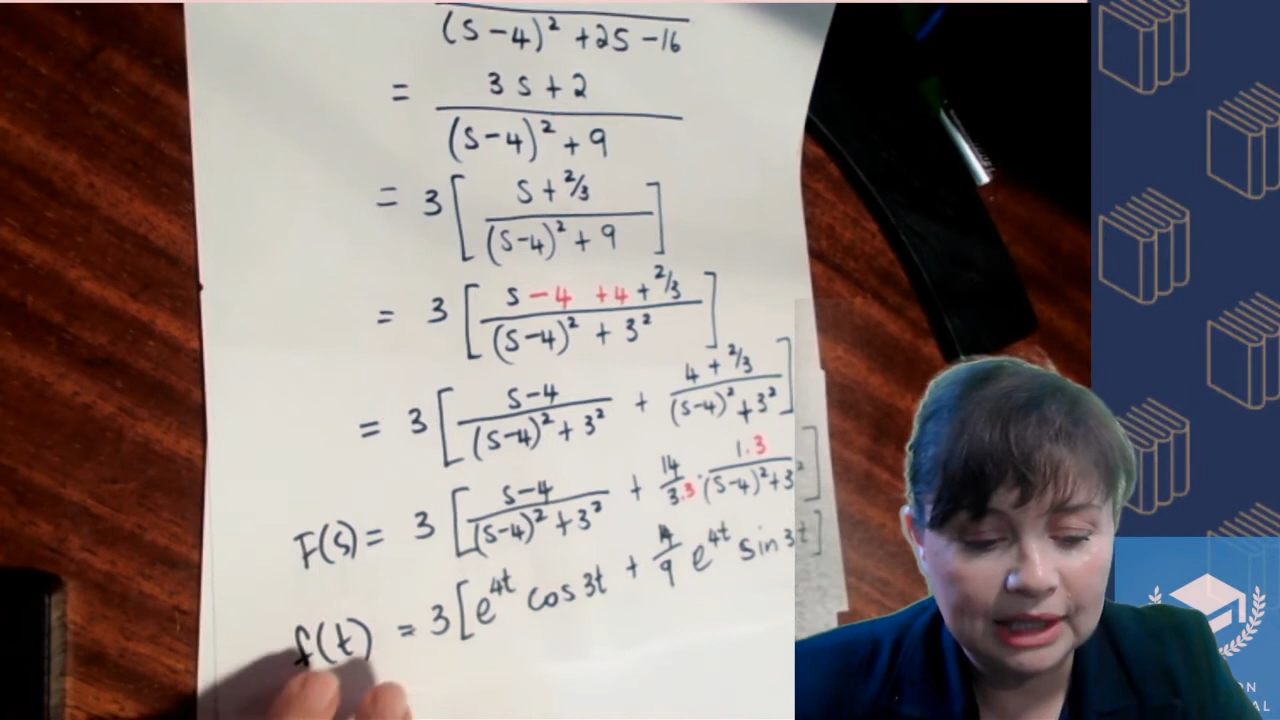 (s-4)² +25 -16
= 3s+2
(s-4)² + 9
= 3 [ s + 2/3
(s-4)² + 9 ]
= 3 [ s -4 +4 + 2/3
(s-4)² + 3² ]
= 3 [ s-4
(s-4)² + 3² + 4 + 2/3
(s-4)² + 3² ]
F(s) = 3 [ s-4
(s-4)² + 3² + 14
3.3 · 1.3
(s-4)² + 3² ]
f(t) = 3 [ e^4t cos 3t + 9 e^4t sin 3t ]
ON
AL